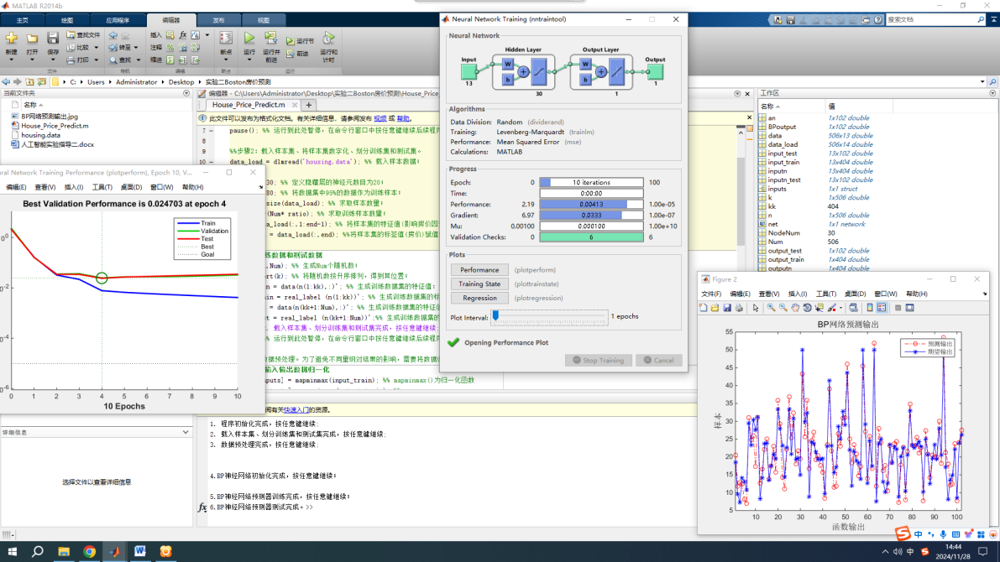 MATLAB R2014b
主页 绘图 应用程序 编辑器 发布 视图
搜索文档
新建 打开 保存 查找文件 比较 打印
转至 查找
插入 注释 缩进
断点 运行 运行并前进 运行节 前进 运行和计时
文件 导航 编辑 断点 运行
C: Users Administrator Desktop 实验二Boston房价预测
当前文件夹
名称
BP网络预测输出.jpg
House_Price_Predict.m
housing.data
人工智能实验指导二.docx
编辑器 - C:\Users\Administrator\Desktop\实验二Boston房价预测\House_Price
House_Price_Predict.m
此文件可以发布为格式化文档。有关详细信息，请参阅发布 视频 或 帮助。
7 pause(); %% 运行到此处暂停，在命令行窗口中按任意键继续后续程序
8
9 %%步骤2：载入样本集、将样本集数字化、划分训练集和测试集。
10 data_load = dlmread('housing.data'); %% 载入样本数据；
30; %% 定义隐藏层的神经元数目为20；
%% 将数据集中95%的数据作为训练样本；
size(data_load); %% 求取样本数量；
(Num* ratio); %% 求取训练样本数量；
ata_load(:,1:end-1); %% 将样本集的特征值(影响房价因
= data_load(:,end); %%将样本集的标签值(房价)赋值
练数据和测试数据
,Num); %% 生成Num个随机数；
rt(k); %% 将随机数按升序排列，得到其位置；
= data(n(1:kk),:)'; %% 生成训练数据集的特征值；
in = real_label (n(1:kk))'; %% 生成训练数据集的标
data(n(kk+1:Num),:)'; %% 生成训练数据集的特
t = real_label (n(kk+1:Num))';%% 生成训练数据集的
载入样本集、划分训练集和测试集完成，按任意键继续
%% 运行到此处暂停，在命令行窗口中按任意键继续后续程序
据预处理。为了避免不同量纲对结果的影响，需要将数据
输入输出数据归一化
puts] = mapminmax(input_train); %% mapminmax()为归一化函数
Neural Network Training Performance (plotperform), Epoch 10, V...
编辑(E) 查看(V) 插入(I) 工具(T) 桌面(D) 窗口(W) 帮助(H)
Best Validation Performance is 0.024703 at epoch 4
Train
Validation
Test
Best
Goal
0 1 2 3 4 5 6 7 8 9 10
10 Epochs
详细信息
选择文件以查看详细信息
阅有关快速入门的资源。
1. 程序初始化完成，按任意键继续；
2. 载入样本集、划分训练集和测试集完成，按任意键继续；
3. 数据预处理完成，按任意键继续；
4.BP神经网络初始化完成，按任意键继续；
5.BP神经网络预测器训练完成，按任意键继续；
fx 6.BP神经网络预测器测试完成。>>
Neural Network Training (nntraintool)
Neural Network
Hidden Layer Output Layer
Input Output
W b W b
13 30 1 1
Algorithms
Data Division: Random (dividerand)
Training: Levenberg-Marquardt (trainlm)
Performance: Mean Squared Error (mse)
Calculations: MATLAB
Progress
Epoch: 0 10 iterations 100
Time: 0:00:00
Performance: 2.19 0.00413 1.00e-05
Gradient: 6.97 0.0333 1.00e-07
Mu: 0.00100 0.000100 1.00e+10
Validation Checks: 0 6 6
Plots
Performance (plotperform)
Training State (plottrainstate)
Regression (plotregression)
Plot Interval: 1 epochs
Opening Performance Plot
Stop Training Cancel
工作区
名称 值
an 1x102 double
BPoutput 1x102 double
data 506x13 double
data_load 506x14 double
input_test 13x102 double
input_train 13x404 double
inputn 13x404 double
inputn_test 13x102 double
inputs 1x1 struct
k 1x506 double
kk 404
n 1x506 double
net 1x1 network
NodeNum 30
Num 506
output_test 1x102 double
output_train 1x404 double
outputn 1x404 double
Figure 2
文件(F) 编辑(E) 查看(V) 插入(I) 工具(T) 桌面(D) 窗口(W) 帮助(H)
BP网络预测输出
预测输出
期望输出
样本
55
50
45
40
35
30
25
20
15
10
5
10 20 30 40 50 60 70 80 90 100
函数输出
中
14:44
2024/11/28